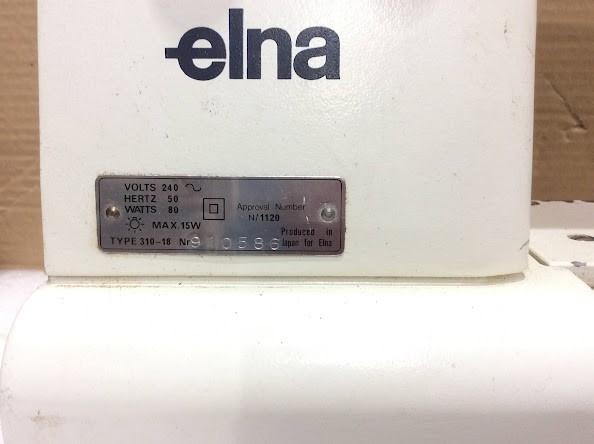 elna
VOLTS 240
HERTZ 50
WATTS 80
MAX.15W
TYPE 310-18 Nr 910586
Approval Number
N/1120
Produced in
Japan for Elna